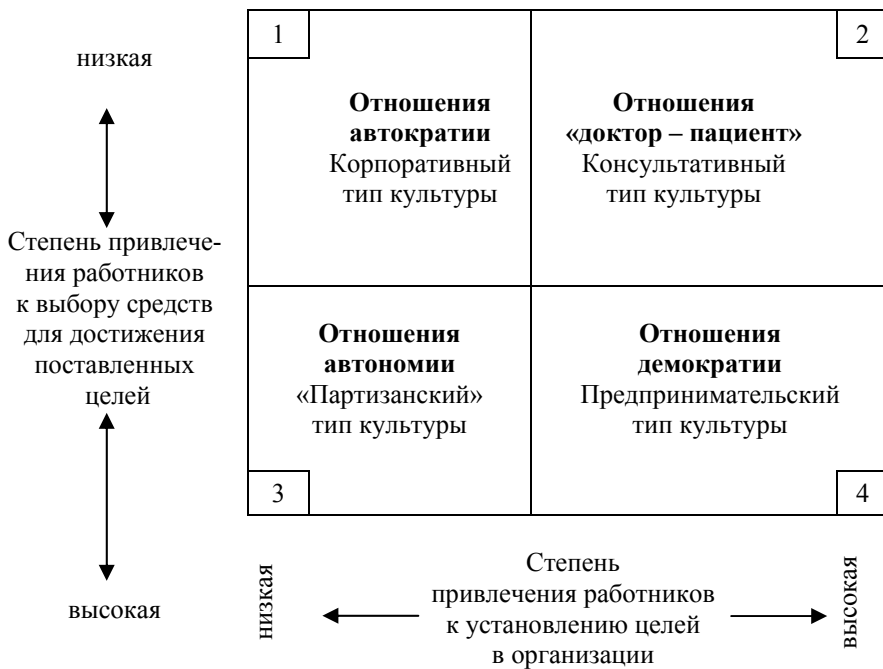 1
2
низкая
Отношения
автократии
Корпоративный
тип культуры
Отношения
«доктор – пациент»
Консультативный
тип культуры
Степень привлече-
ния работников
к выбору средств
для достижения
поставленных
целей
Отношения
автономии
«Партизанский»
тип культуры
Отношения
демократии
Предпринимательский
тип культуры
3
4
высокая
низкая
Степень
привлечения работников
к установлению целей
в организации
высокая